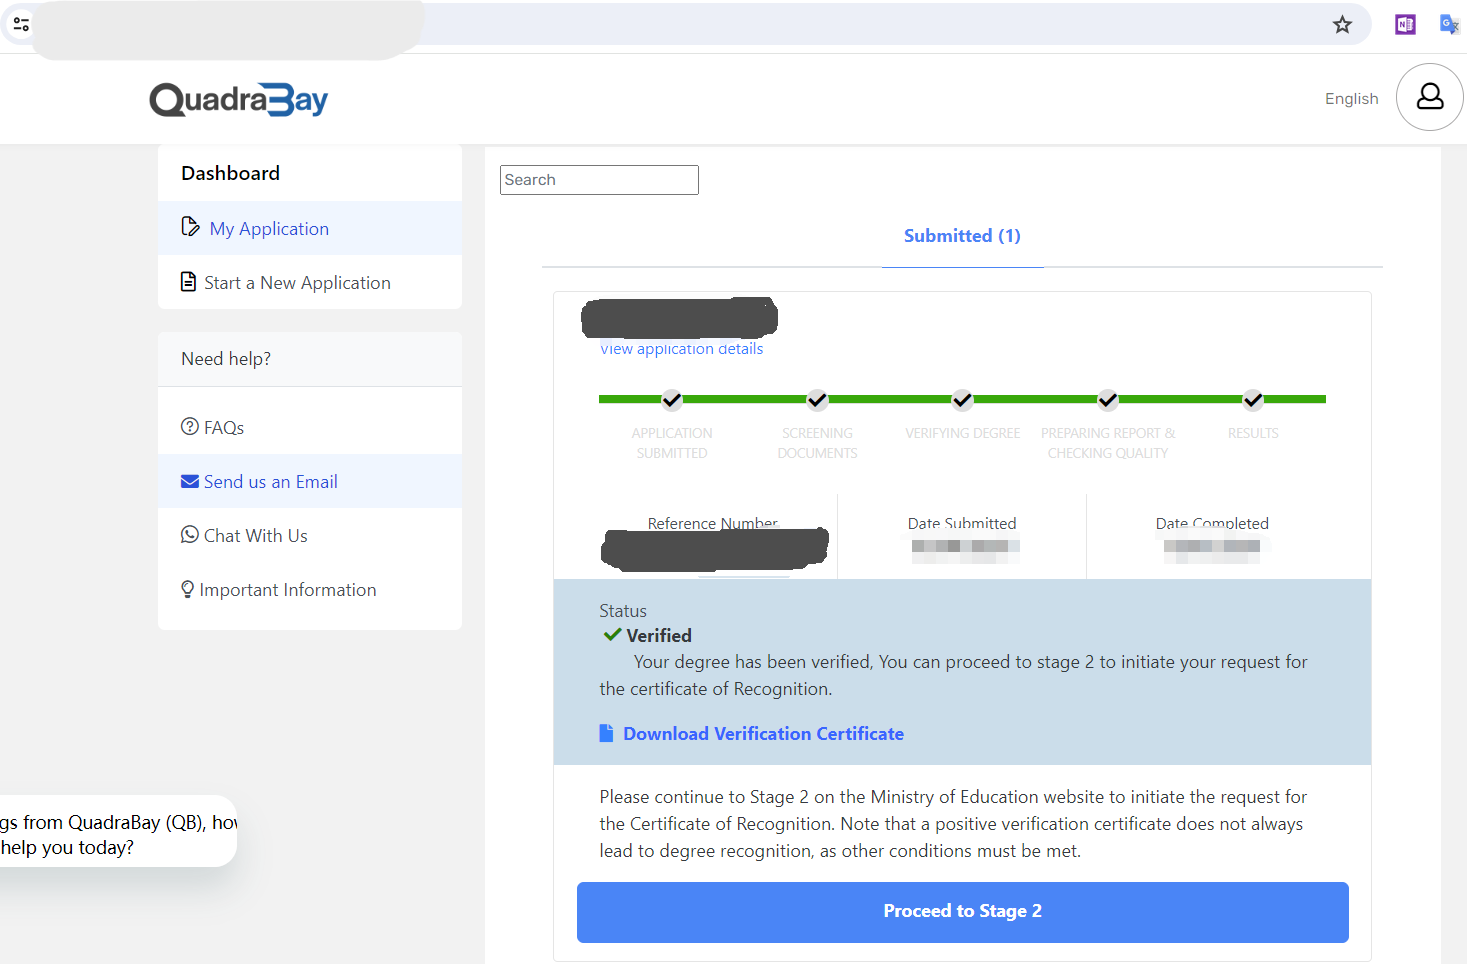 QuadraBay
English
Dashboard
My Application
Start a New Application
Need help?
FAQs
Send us an Email
Chat With Us
Important Information
Search
Submitted (1)
View application details
APPLICATION
SUBMITTED
SCREENING
DOCUMENTS
VERIFYING DEGREE
PREPARING REPORT &
CHECKING QUALITY
RESULTS
Reference Number
Date Submitted
Date Completed
Status
Verified
Your degree has been verified, You can proceed to stage 2 to initiate your request for
the certificate of Recognition.
Download Verification Certificate
Please continue to Stage 2 on the Ministry of Education website to initiate the request for
the Certificate of Recognition. Note that a positive verification certificate does not always
lead to degree recognition, as other conditions must be met.
Proceed to Stage 2
from QuadraBay (QB),
help you today?